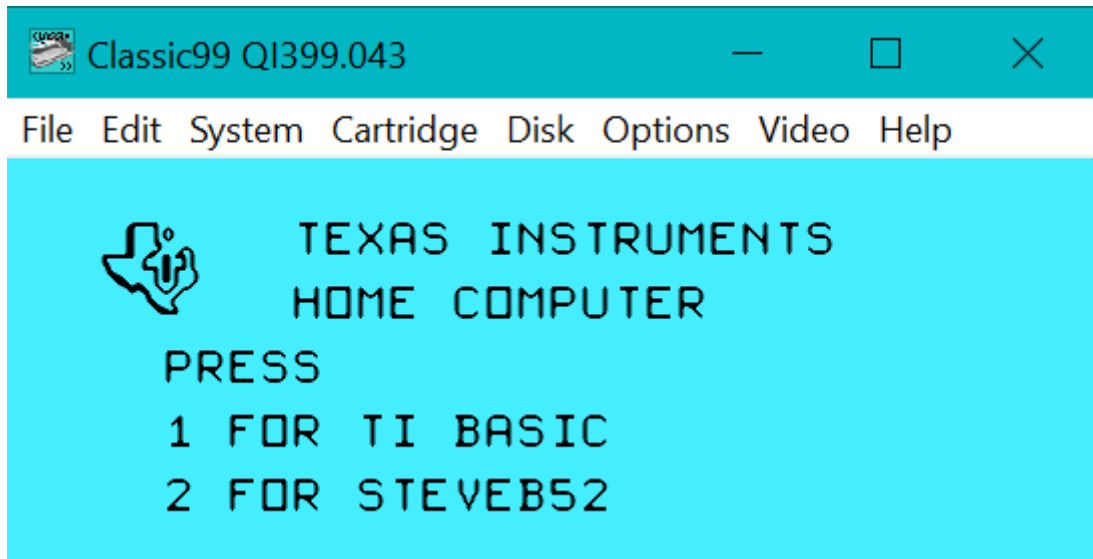 Classic99 QI399.043
File Edit System Cartridge Disk Options Video Help
TEXAS INSTRUMENTS
HOME COMPUTER
PRESS
1 FOR TI BASIC
2 FOR STEVEB52